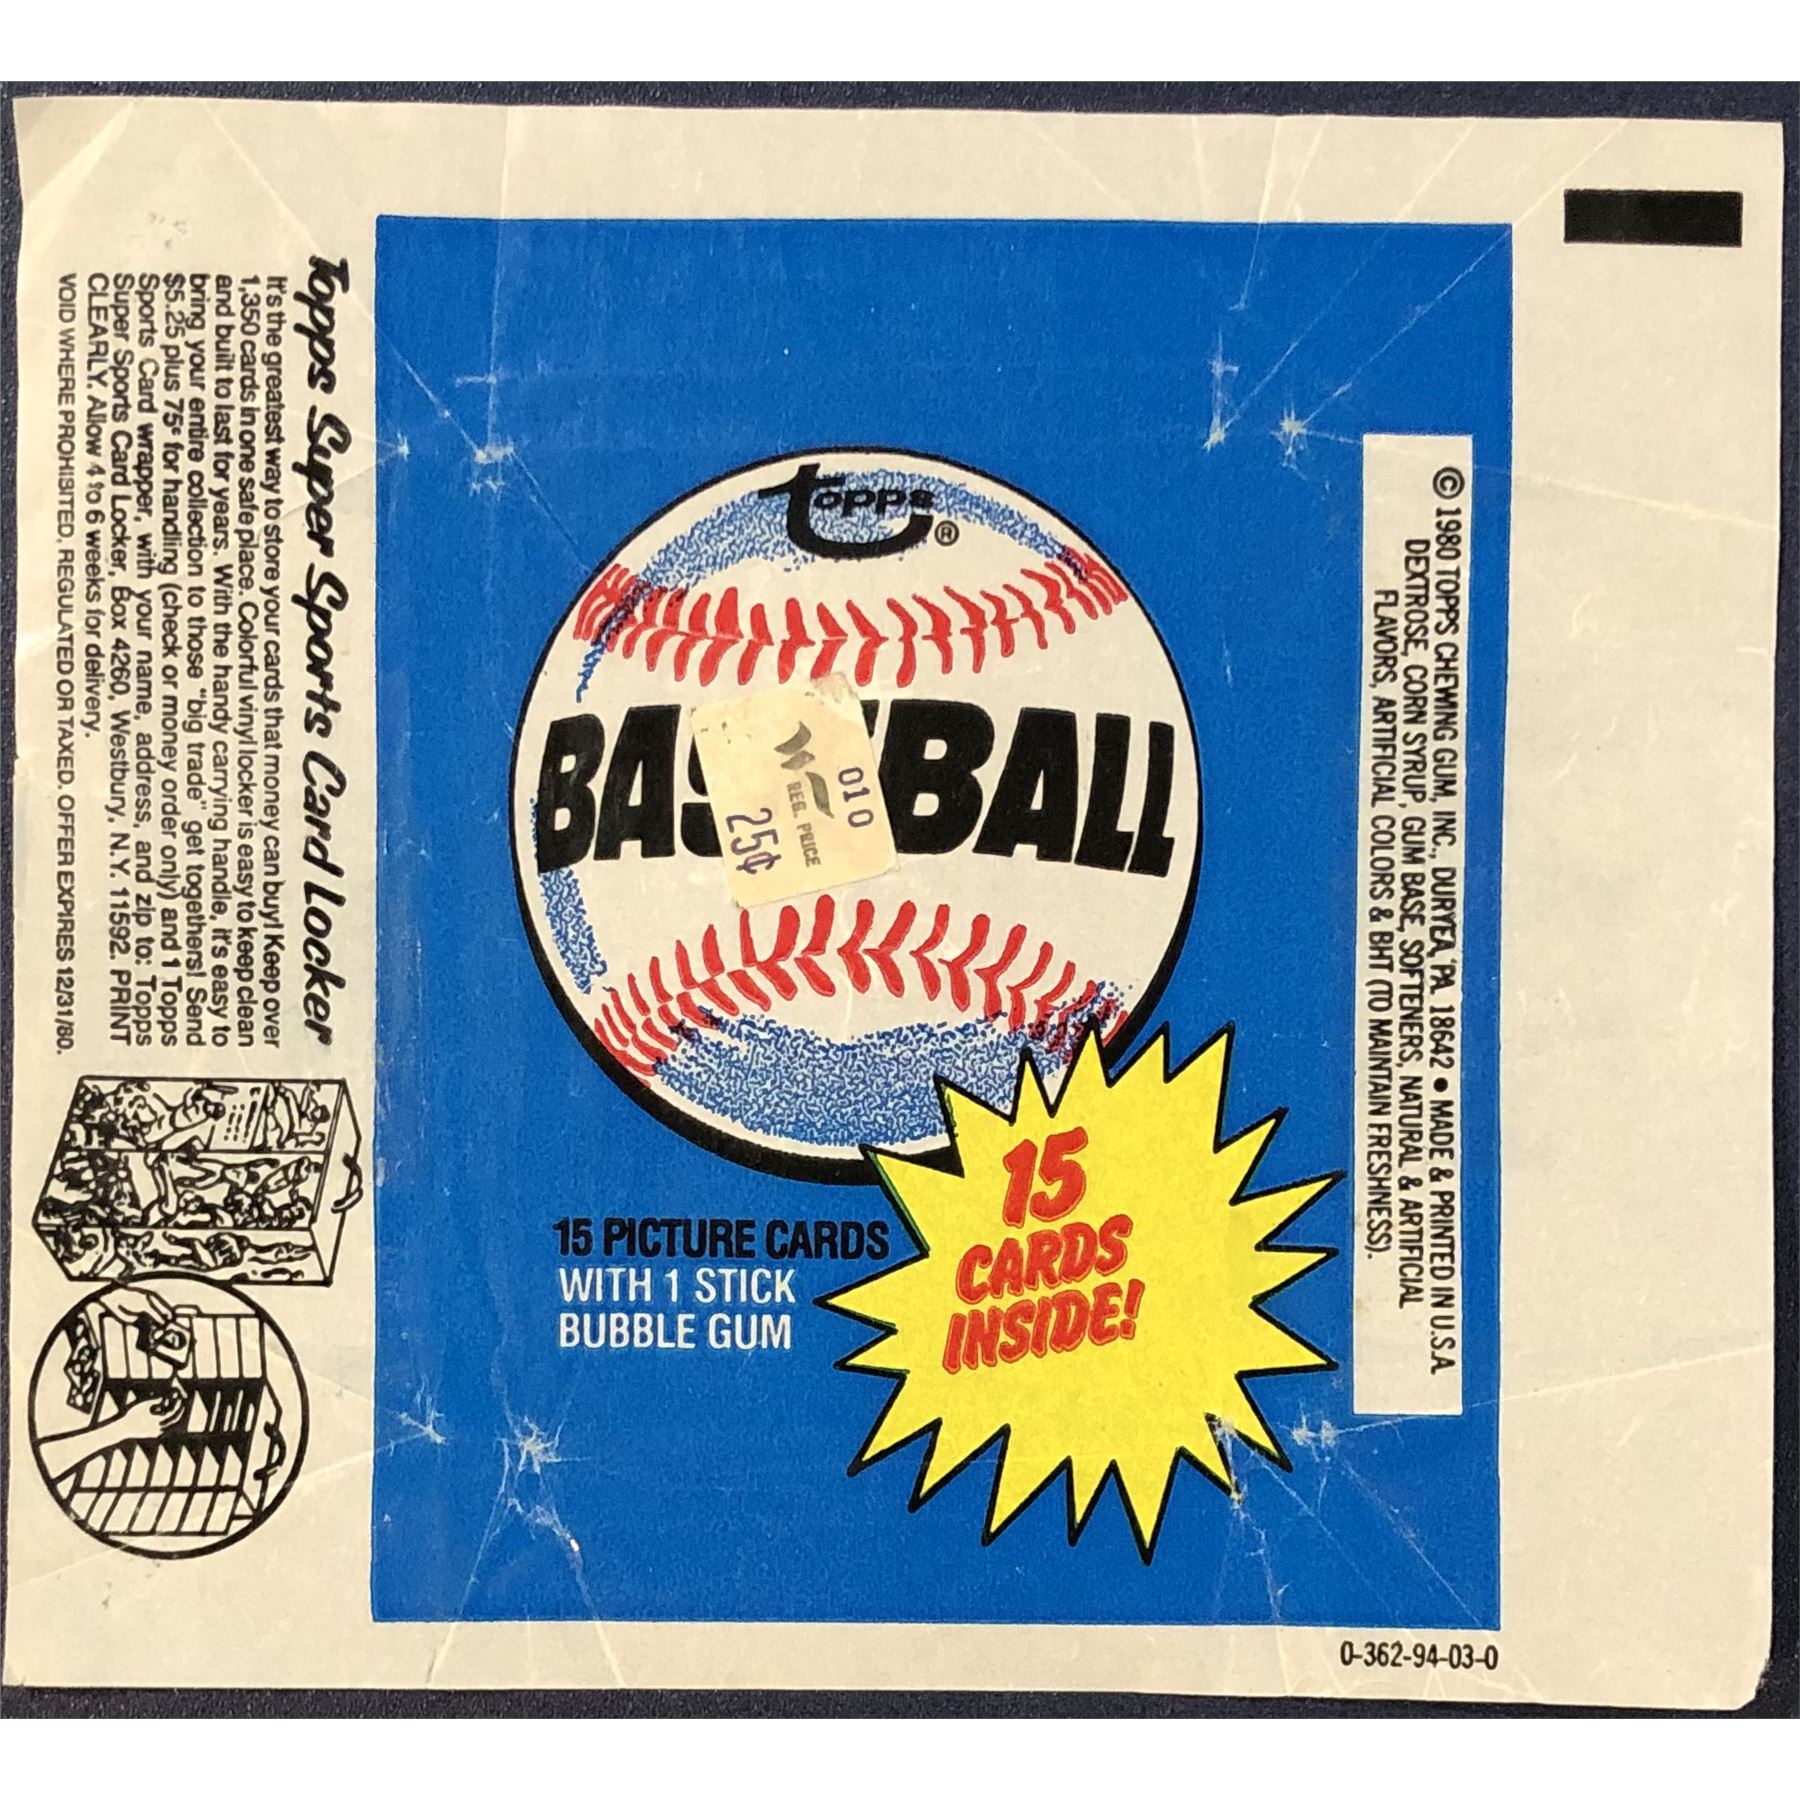 Topps Super Sports Card Locker
It's the greatest way to store your cards that money can buy! Keep over
1,350 cards in one safe place. Colorful vinyl locker is easy to keep clean
and built to last for years. With the handy carrying handle, it's easy to
bring your entire collection to those "big trade" get togethers! Send
$5.25 plus 75¢ for handling (check or money order only) and 1 Topps
Sports Card wrapper, with your name, address, and zip to: Topps
Super Sports Card Locker, Box 4260, Westbury, N.Y. 11592. PRINT
CLEARLY. Allow 4 to 6 weeks for delivery.
VOID WHERE PROHIBITED, REGULATED OR TAXED. OFFER EXPIRES 12/31/80.
topps®
BAS BALL
010
REG. PRICE
25¢
15 PICTURE CARDS
WITH 1 STICK
BUBBLE GUM
15
CARDS
INSIDE!
© 1980 TOPPS CHEWING GUM, INC., DURYEA, PA. 18642 • MADE & PRINTED IN U.S.A.
DEXTROSE, CORN SYRUP, GUM BASE, SOFTENERS, NATURAL & ARTIFICIAL
FLAVORS, ARTIFICIAL COLORS & BHT (TO MAINTAIN FRESHNESS).
0-362-94-03-0